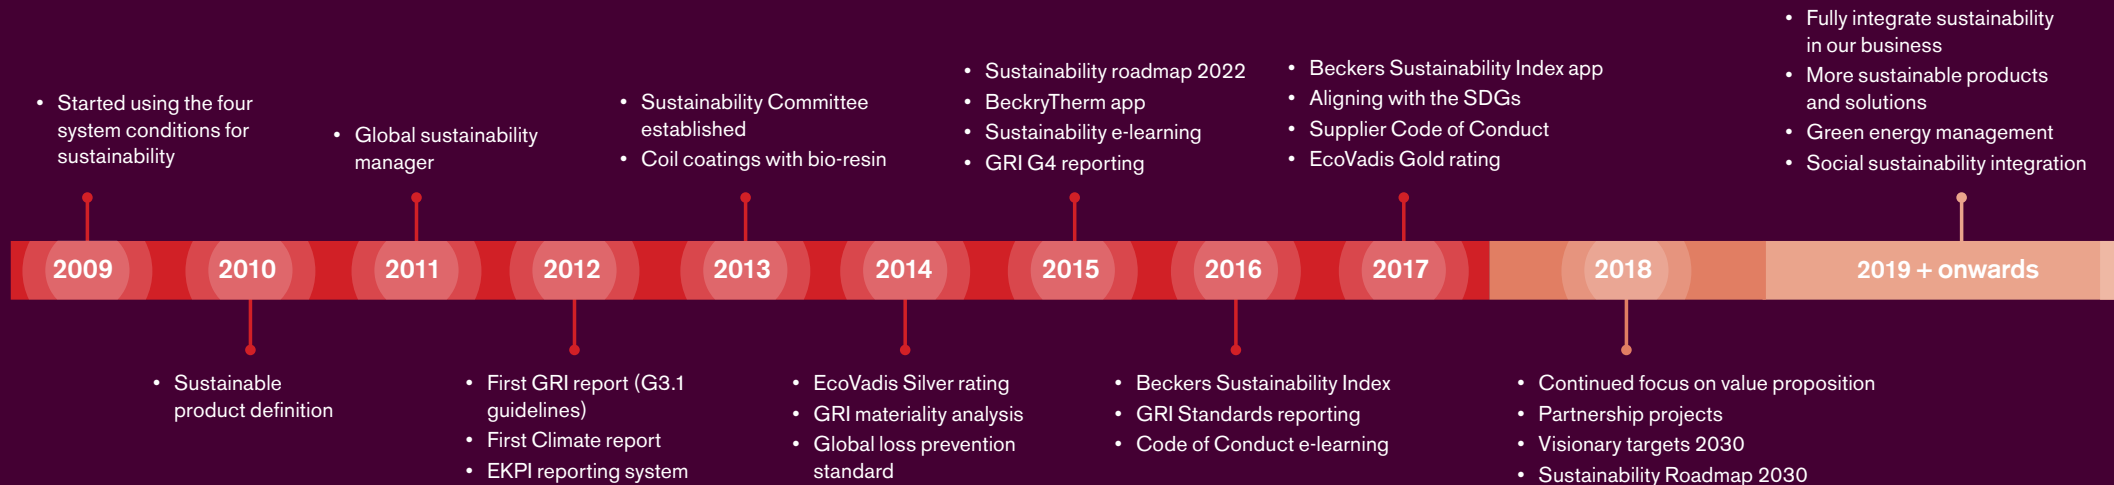 • Started using the four
system conditions for
sustainability
• Global sustainability
manager
• Sustainability Committee
established
• Coil coatings with bio-resin
• Sustainability roadmap 2022
• BeckryTherm app
• Sustainability e-learning
• GRI G4 reporting
• Beckers Sustainability Index app
• Aligning with the SDGs
• Supplier Code of Conduct
• EcoVadis Gold rating
• Fully integrate sustainability
in our business
• More sustainable products
and solutions
• Green energy management
• Social sustainability integration
2009
2010
2011
2012
2013
2014
2015
2016
2017
2018
2019 + onwards
• Sustainable
product definition
• First GRI report (G3.1
guidelines)
• First Climate report
• EKPI reporting system
• EcoVadis Silver rating
• GRI materiality analysis
• Global loss prevention
standard
• Beckers Sustainability Index
• GRI Standards reporting
• Code of Conduct e-learning
• Continued focus on value proposition
• Partnership projects
• Visionary targets 2030
• Sustainability Roadmap 2030